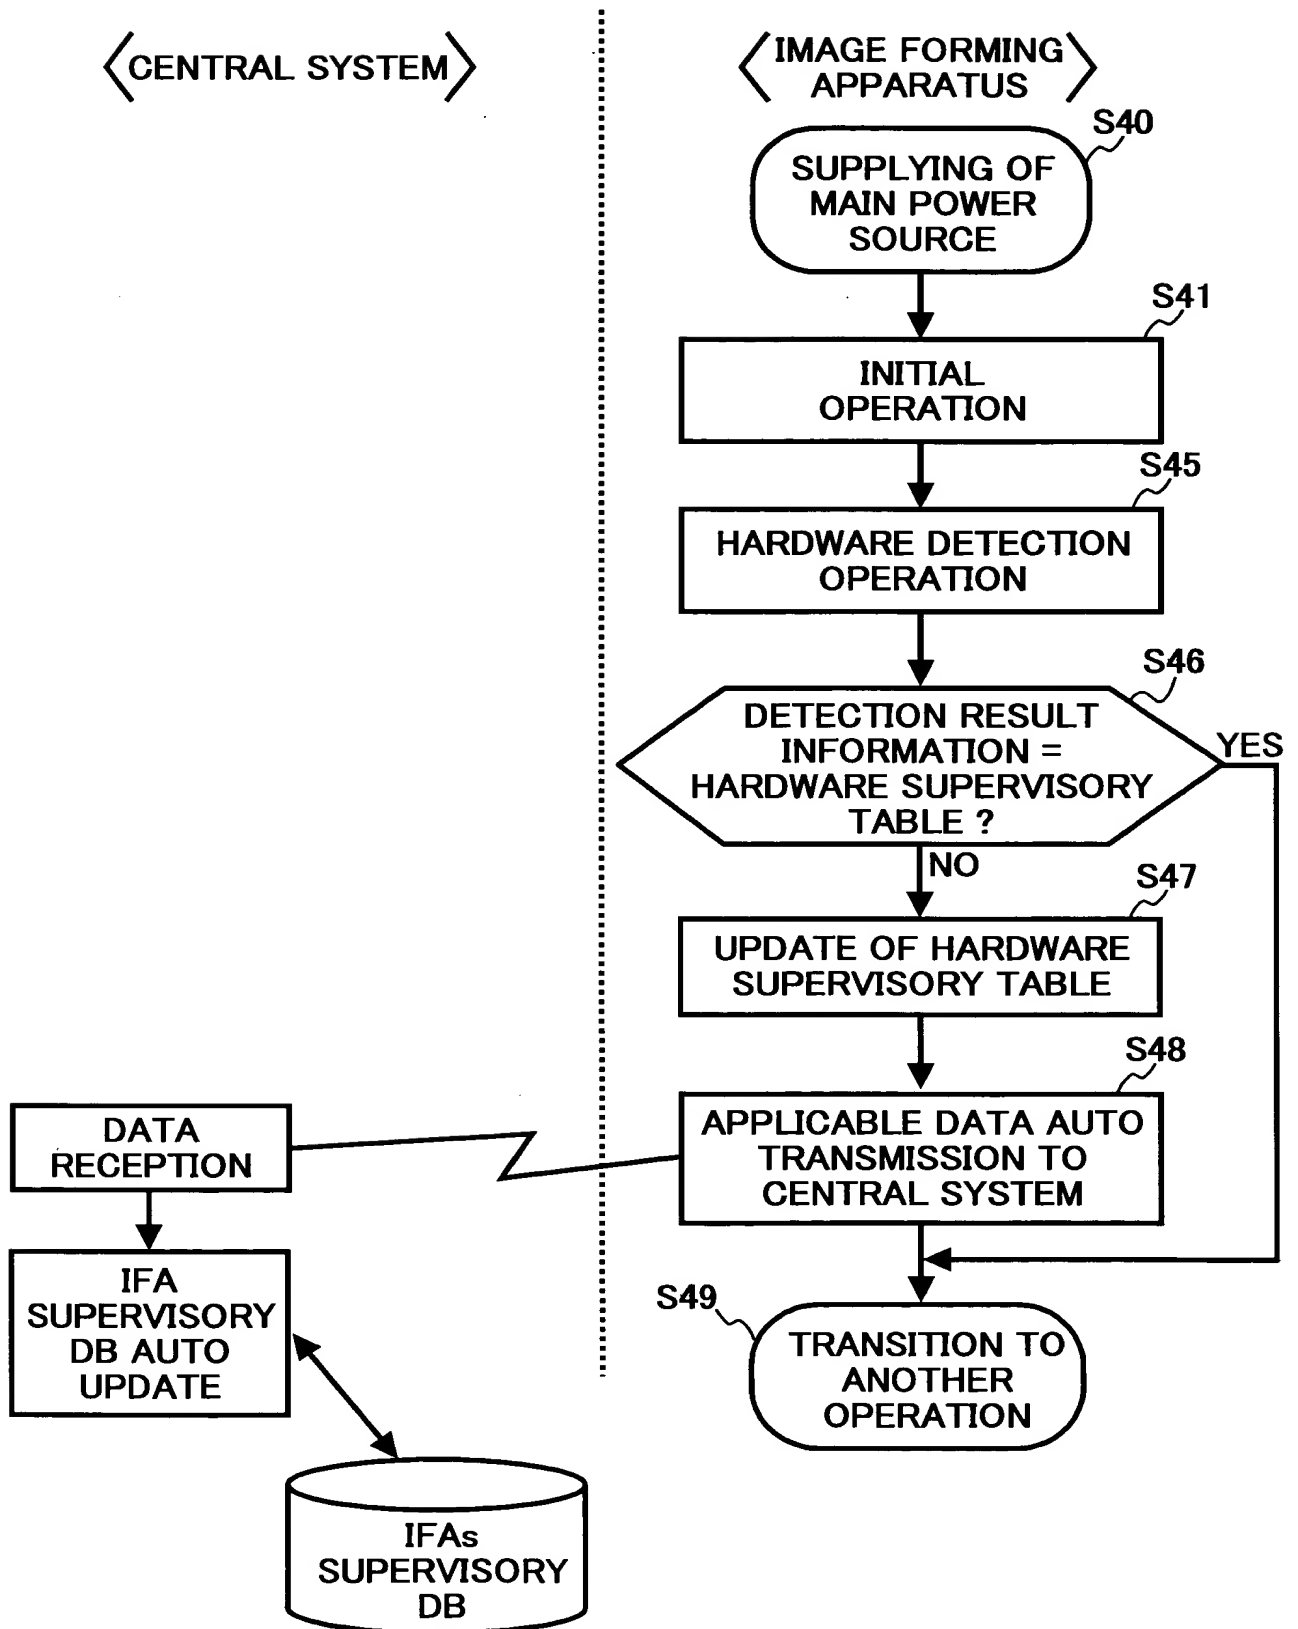 CENTRAL SYSTEM
IMAGE FORMING
APPARATUS
S40
SUPPLYING OF
MAIN POWER
SOURCE
S41
INITIAL
OPERATION
S45
HARDWARE DETECTION
OPERATION
S46
DETECTION RESULT
INFORMATION =
HARDWARE SUPERVISORY
TABLE ?
YES
NO
S47
UPDATE OF HARDWARE
SUPERVISORY TABLE
S48
APPLICABLE DATA AUTO
TRANSMISSION TO
CENTRAL SYSTEM
DATA
RECEPTION
IFA
SUPERVISORY
DB AUTO
UPDATE
S49
TRANSITION TO
ANOTHER
OPERATION
IFAs
SUPERVISORY
DB